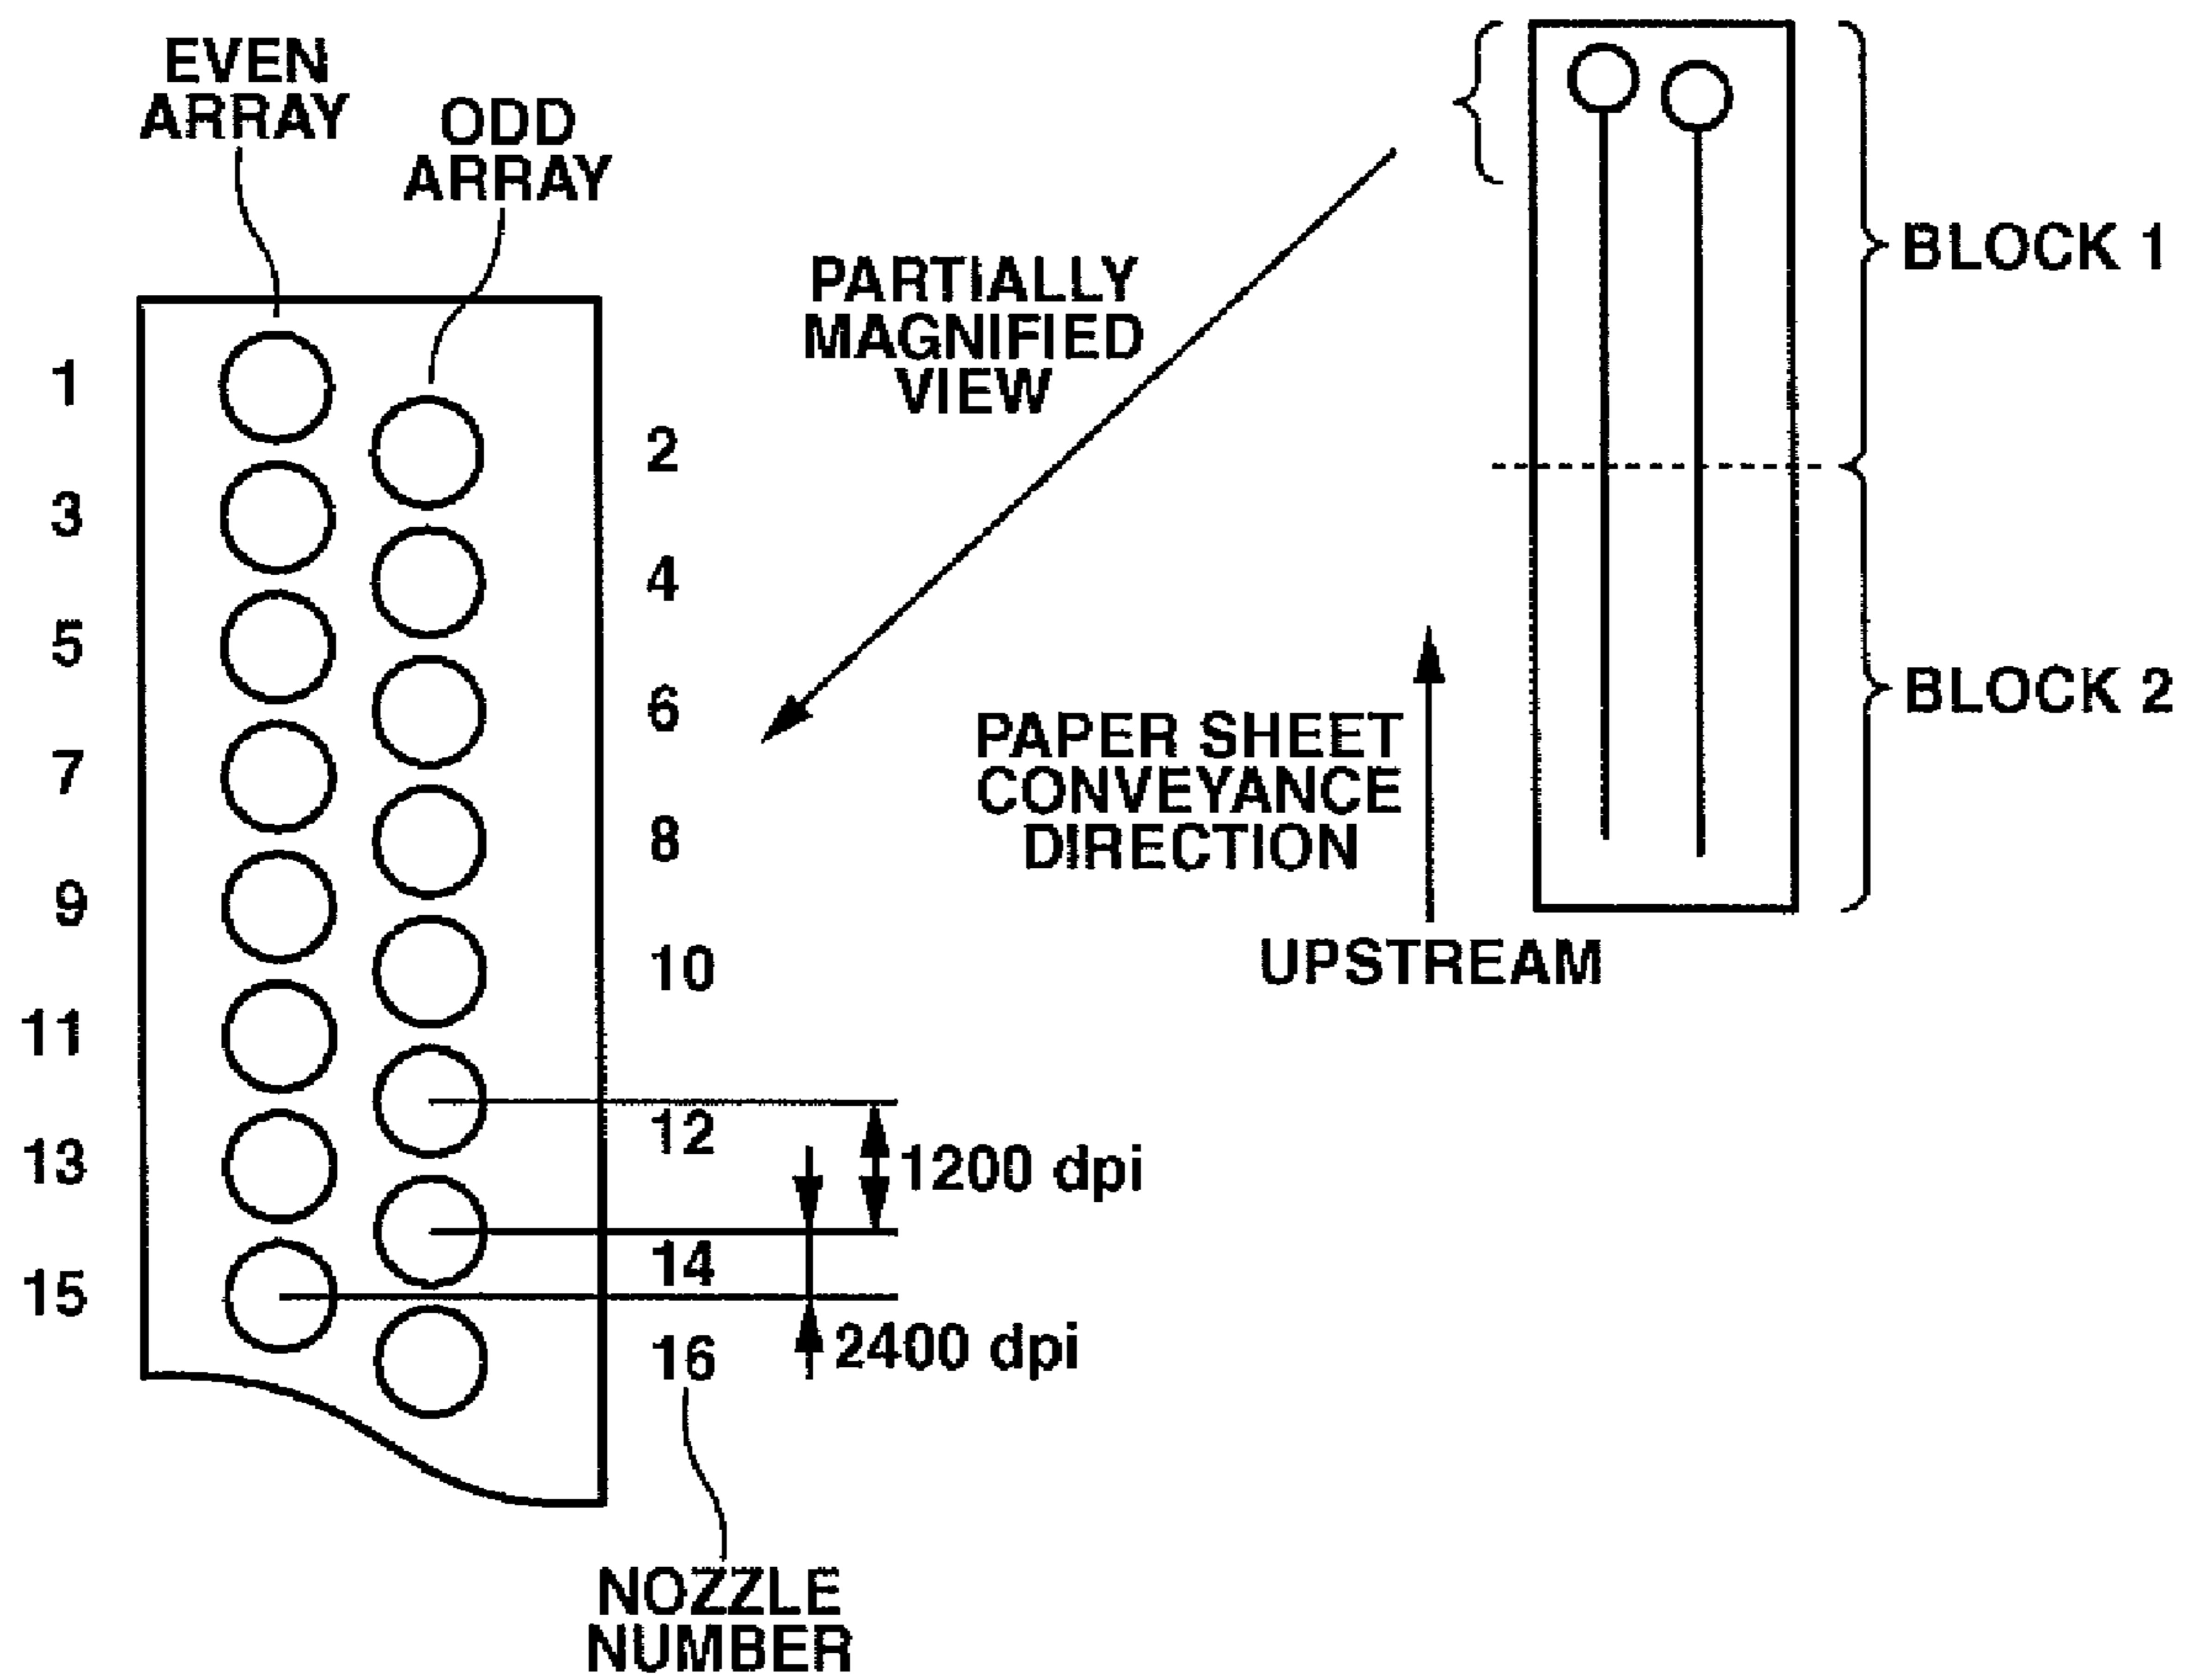 EVEN
ARRAY
ODD
ARRAY
PARTIALLY
MAGNIFIED
VIEW
BLOCK 1
1
2
3
4
5
6
7
8
9
10
11
12
13
14
15
16
PAPER SHEET
CONVEYANCE
DIRECTION
BLOCK 2
UPSTREAM
1200 dpi
2400 dpi
NOZZLE
NUMBER